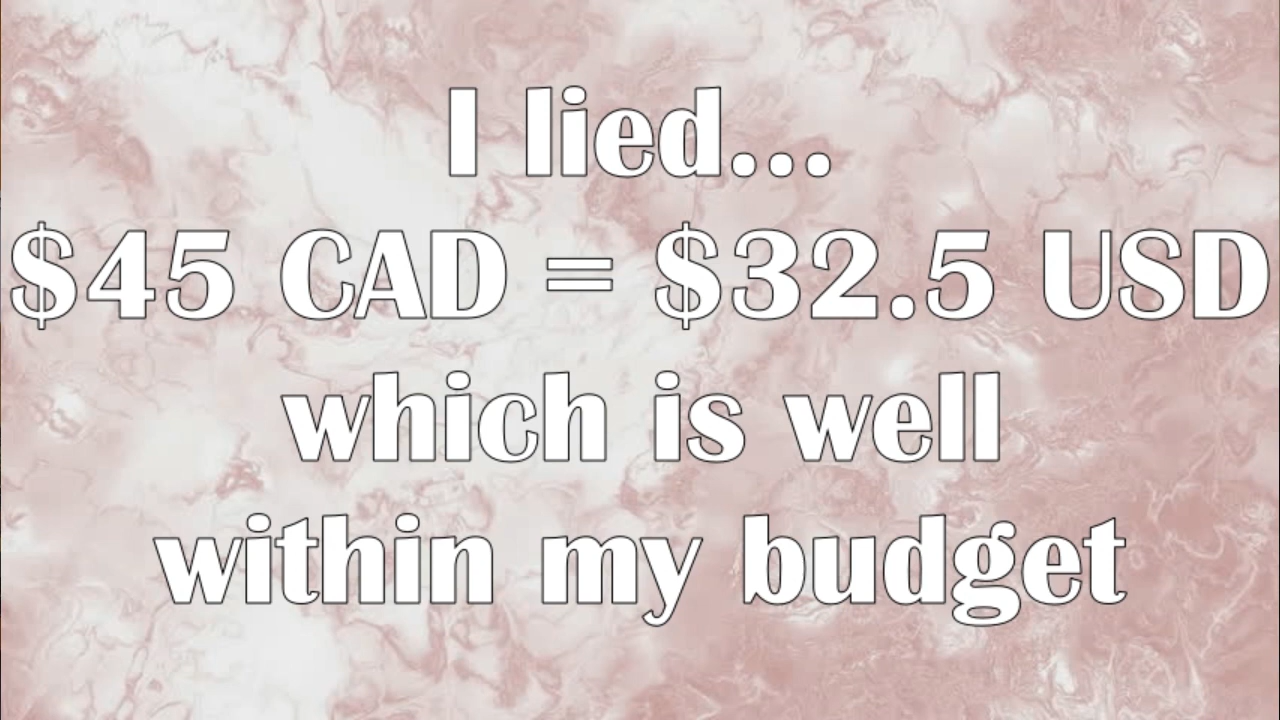 I lied...
$45 CAD = $32.5 USD
which is well
within my budget